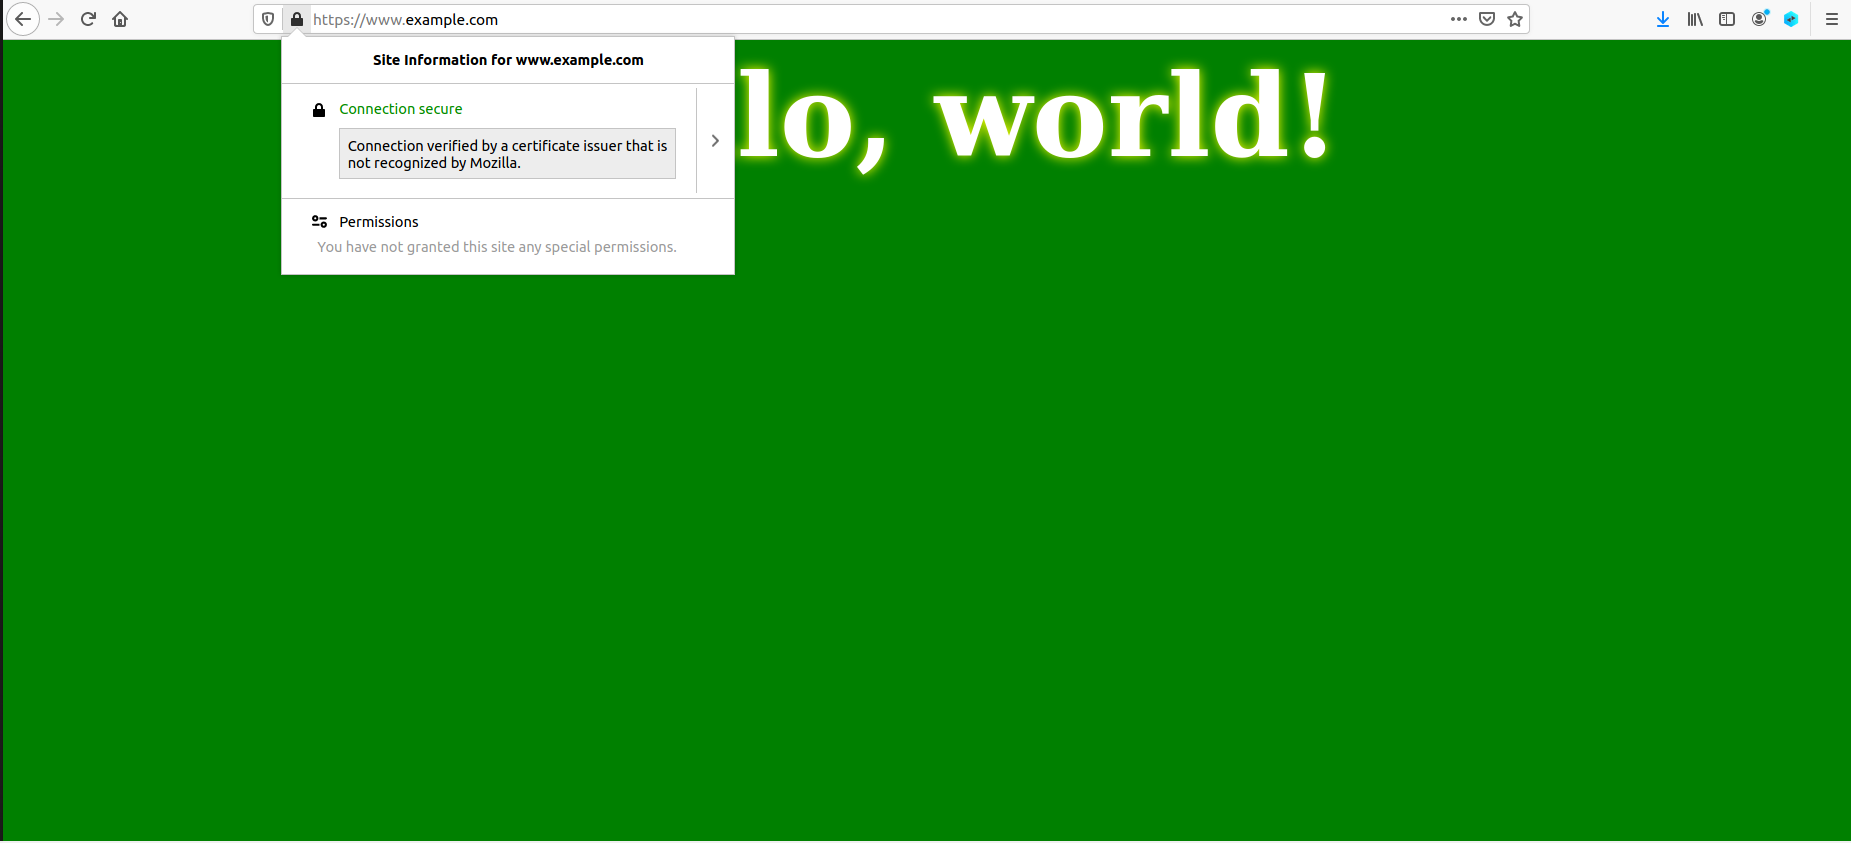 https://www.example.com
Site Information for www.example.com
lo, world!
Connection secure
Connection verified by a certificate issuer that is
not recognized by Mozilla.
Permissions
You have not granted this site any special permissions.